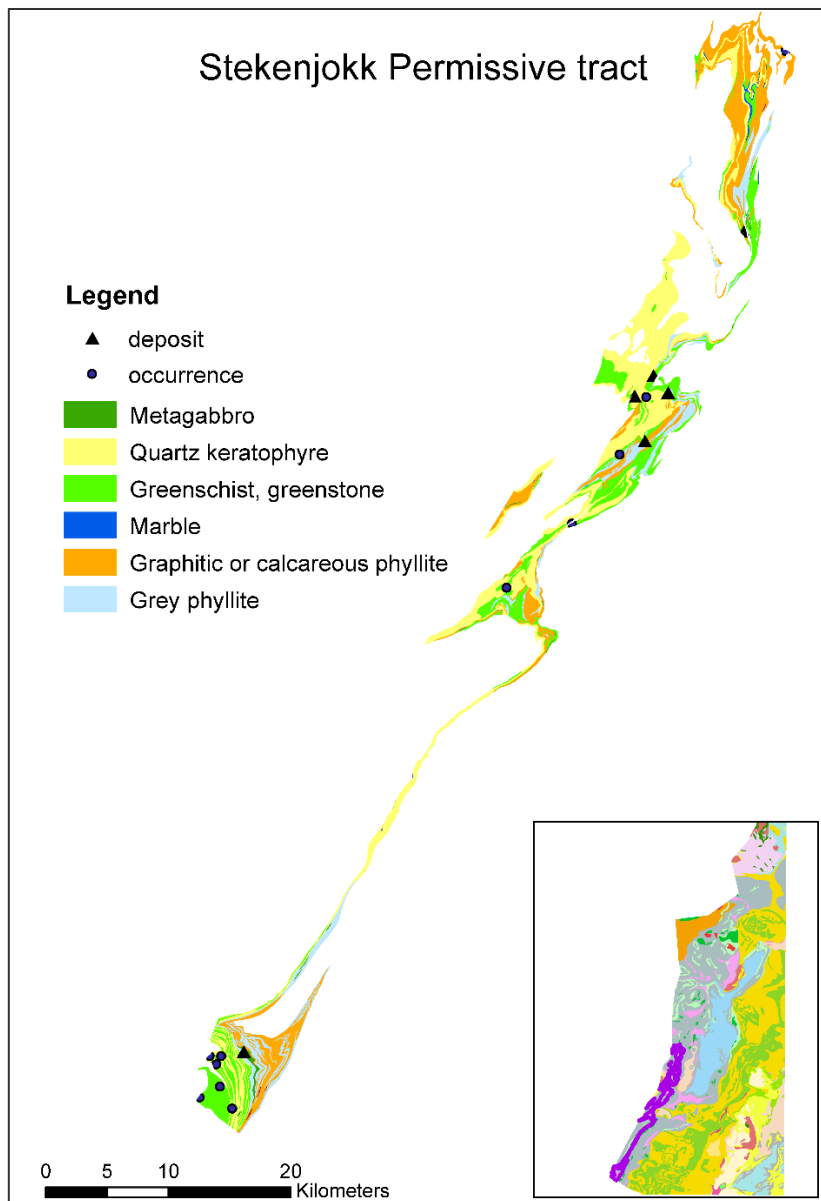 Stekenjokk Permissive tract
Legend
deposit
occurrence
Metagabbro
Quartz keratophyre
Greenschist, greenstone
Marble
Graphitic or calcareous phyllite
Grey phyllite
0 5 10 20
Kilometers